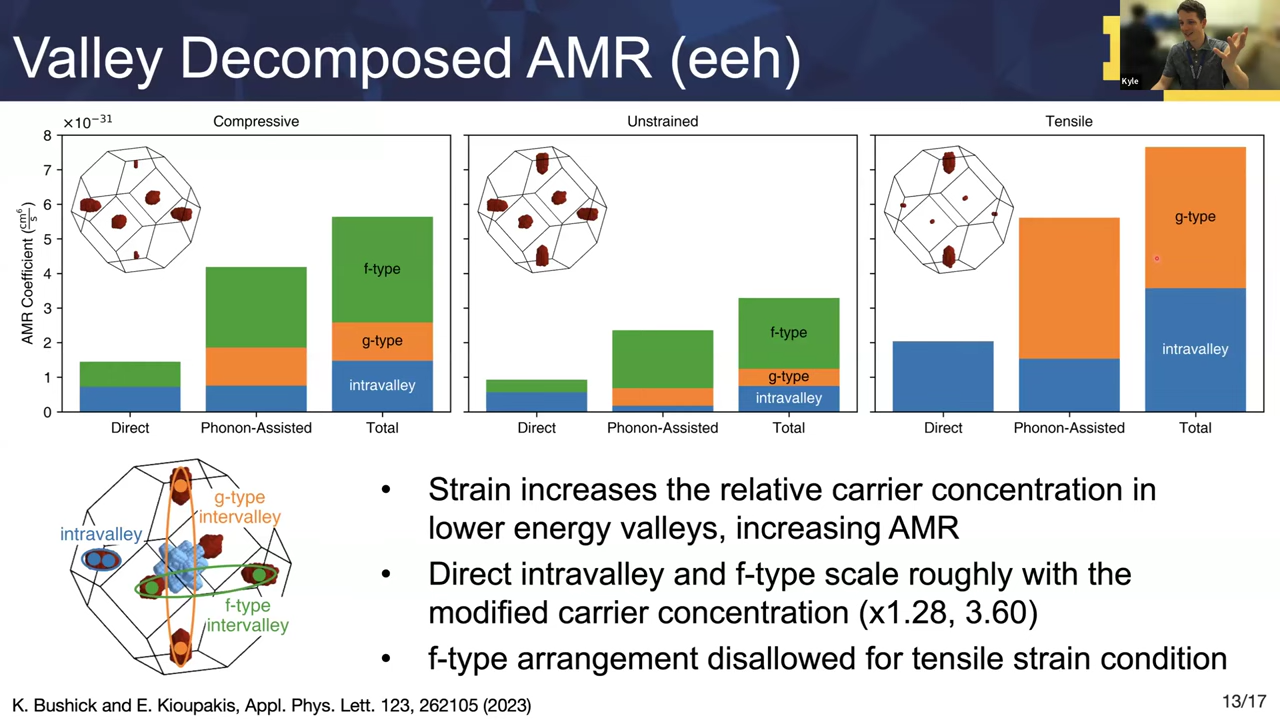 Valley Decomposed AMR (eeh)
Kyle
×10⁻³¹
Compressive
Unstrained
Tensile
AMR Coefficient (cm⁶/s)
8
7
6
5
4
3
2
1
0
f-type
g-type
intravalley
f-type
g-type
intravalley
g-type
intravalley
Direct
Phonon-Assisted
Total
Direct
Phonon-Assisted
Total
Direct
Phonon-Assisted
Total
g-type
intervalley
intravalley
f-type
intervalley
• Strain increases the relative carrier concentration in
lower energy valleys, increasing AMR
• Direct intravalley and f-type scale roughly with the
modified carrier concentration (x1.28, 3.60)
• f-type arrangement disallowed for tensile strain condition
K. Bushick and E. Kioupakis, Appl. Phys. Lett. 123, 262105 (2023)
13/17